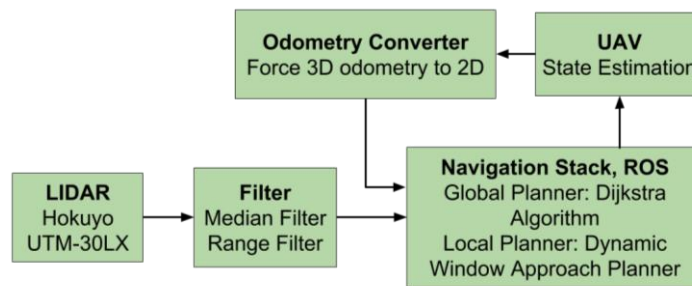 Odometry Converter
Force 3D odometry to 2D
UAV
State Estimation
LIDAR
Hokuyo
UTM-30LX
Filter
Median Filter
Range Filter
Navigation Stack, ROS
Global Planner: Dijkstra
Algorithm
Local Planner: Dynamic
Window Approach Planner